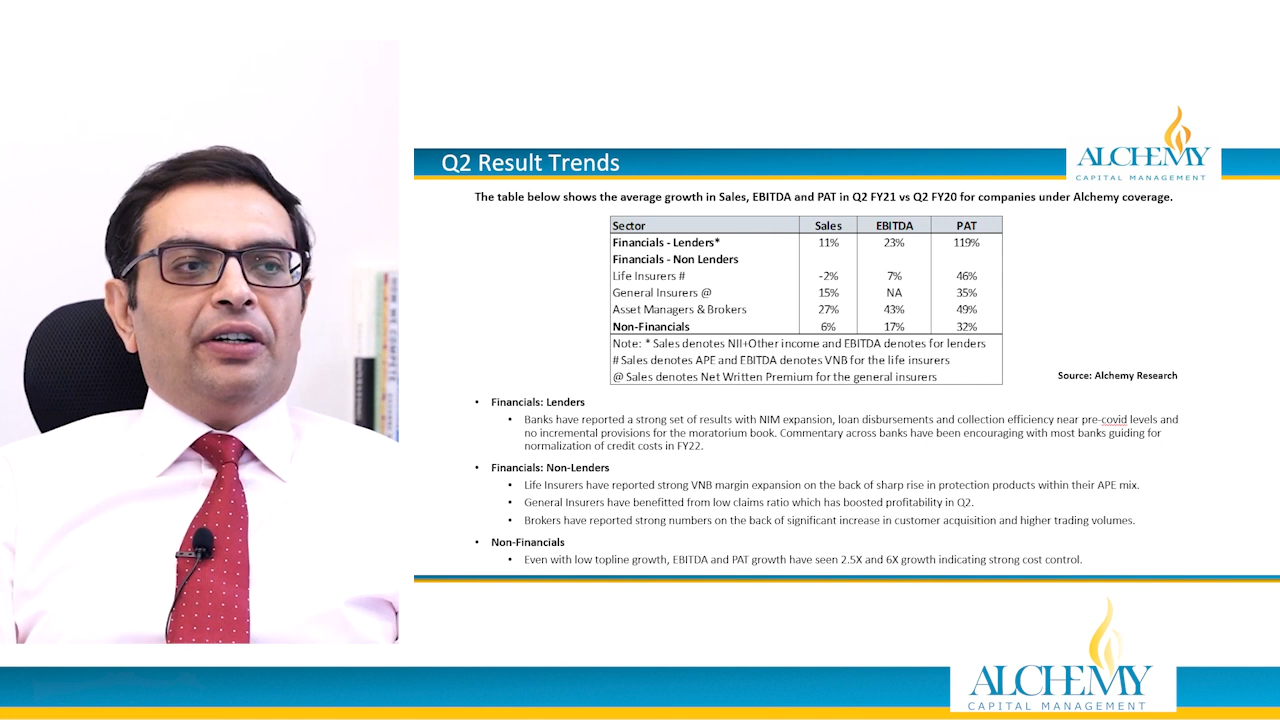 Q2 Result Trends
ALCHEMY
CAPITAL MANAGEMENT
The table below shows the average growth in Sales, EBITDA and PAT in Q2 FY21 vs Q2 FY20 for companies under Alchemy coverage.
Sector Sales EBITDA PAT
Financials - Lenders* 11% 23% 119%
Financials - Non Lenders
Life Insurers # -2% 7% 46%
General Insurers @ 15% NA 35%
Asset Managers & Brokers 27% 43% 49%
Non-Financials 6% 17% 32%
Note: * Sales denotes NII+Other income and EBITDA denotes for lenders
# Sales denotes APE and EBITDA denotes VNB for the life insurers
@ Sales denotes Net Written Premium for the general insurers
Source: Alchemy Research
• Financials: Lenders
• Banks have reported a strong set of results with NIM expansion, loan disbursements and collection efficiency near pre-covid levels and
no incremental provisions for the moratorium book. Commentary across banks have been encouraging with most banks guiding for
normalization of credit costs in FY22.
• Financials: Non-Lenders
• Life Insurers have reported strong VNB margin expansion on the back of sharp rise in protection products within their APE mix.
• General Insurers have benefitted from low claims ratio which has boosted profitability in Q2.
• Brokers have reported strong numbers on the back of significant increase in customer acquisition and higher trading volumes.
• Non-Financials
• Even with low topline growth, EBITDA and PAT growth have seen 2.5X and 6X growth indicating strong cost control.
ALCHEMY
CAPITAL MANAGEMENT